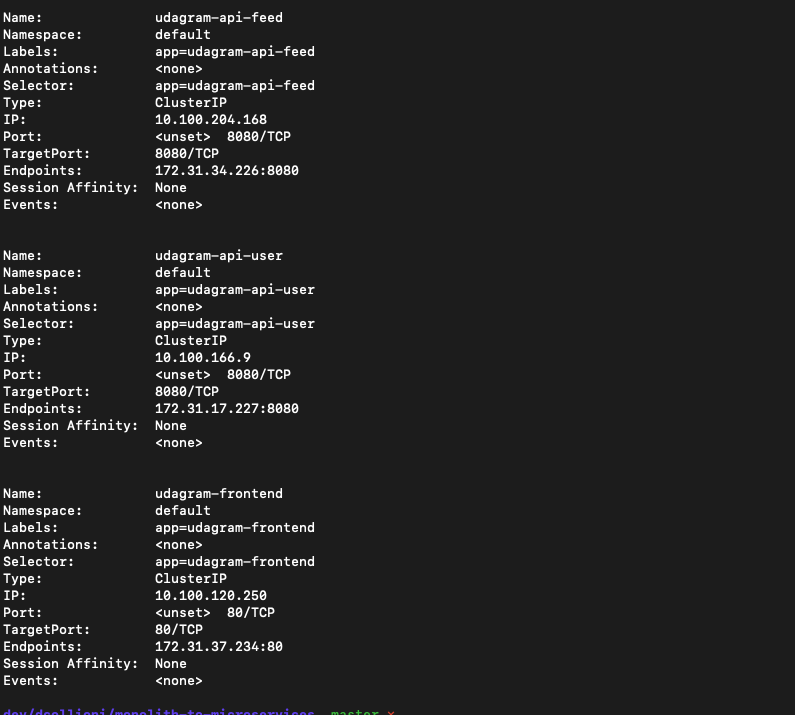 Name:              udagram-api-feed
Namespace:         default
Labels:            app=udagram-api-feed
Annotations:       <none>
Selector:          app=udagram-api-feed
Type:              ClusterIP
IP:                10.100.204.168
Port:              <unset>  8080/TCP
TargetPort:        8080/TCP
Endpoints:         172.31.34.226:8080
Session Affinity:  None
Events:            <none>
Name:              udagram-api-user
Namespace:         default
Labels:            app=udagram-api-user
Annotations:       <none>
Selector:          app=udagram-api-user
Type:              ClusterIP
IP:                10.100.166.9
Port:              <unset>  8080/TCP
TargetPort:        8080/TCP
Endpoints:         172.31.17.227:8080
Session Affinity:  None
Events:            <none>
Name:              udagram-frontend
Namespace:         default
Labels:            app=udagram-frontend
Annotations:       <none>
Selector:          app=udagram-frontend
Type:              ClusterIP
IP:                10.100.120.250
Port:              <unset>  80/TCP
TargetPort:        80/TCP
Endpoints:         172.31.37.234:80
Session Affinity:  None
Events:            <none>
master